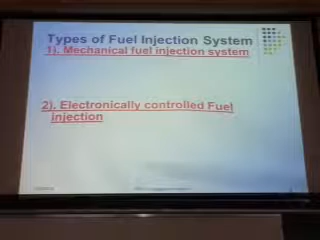 Types of Fuel Injection System
1). Mechanical fuel injection system
2). Electronically controlled Fuel
injection